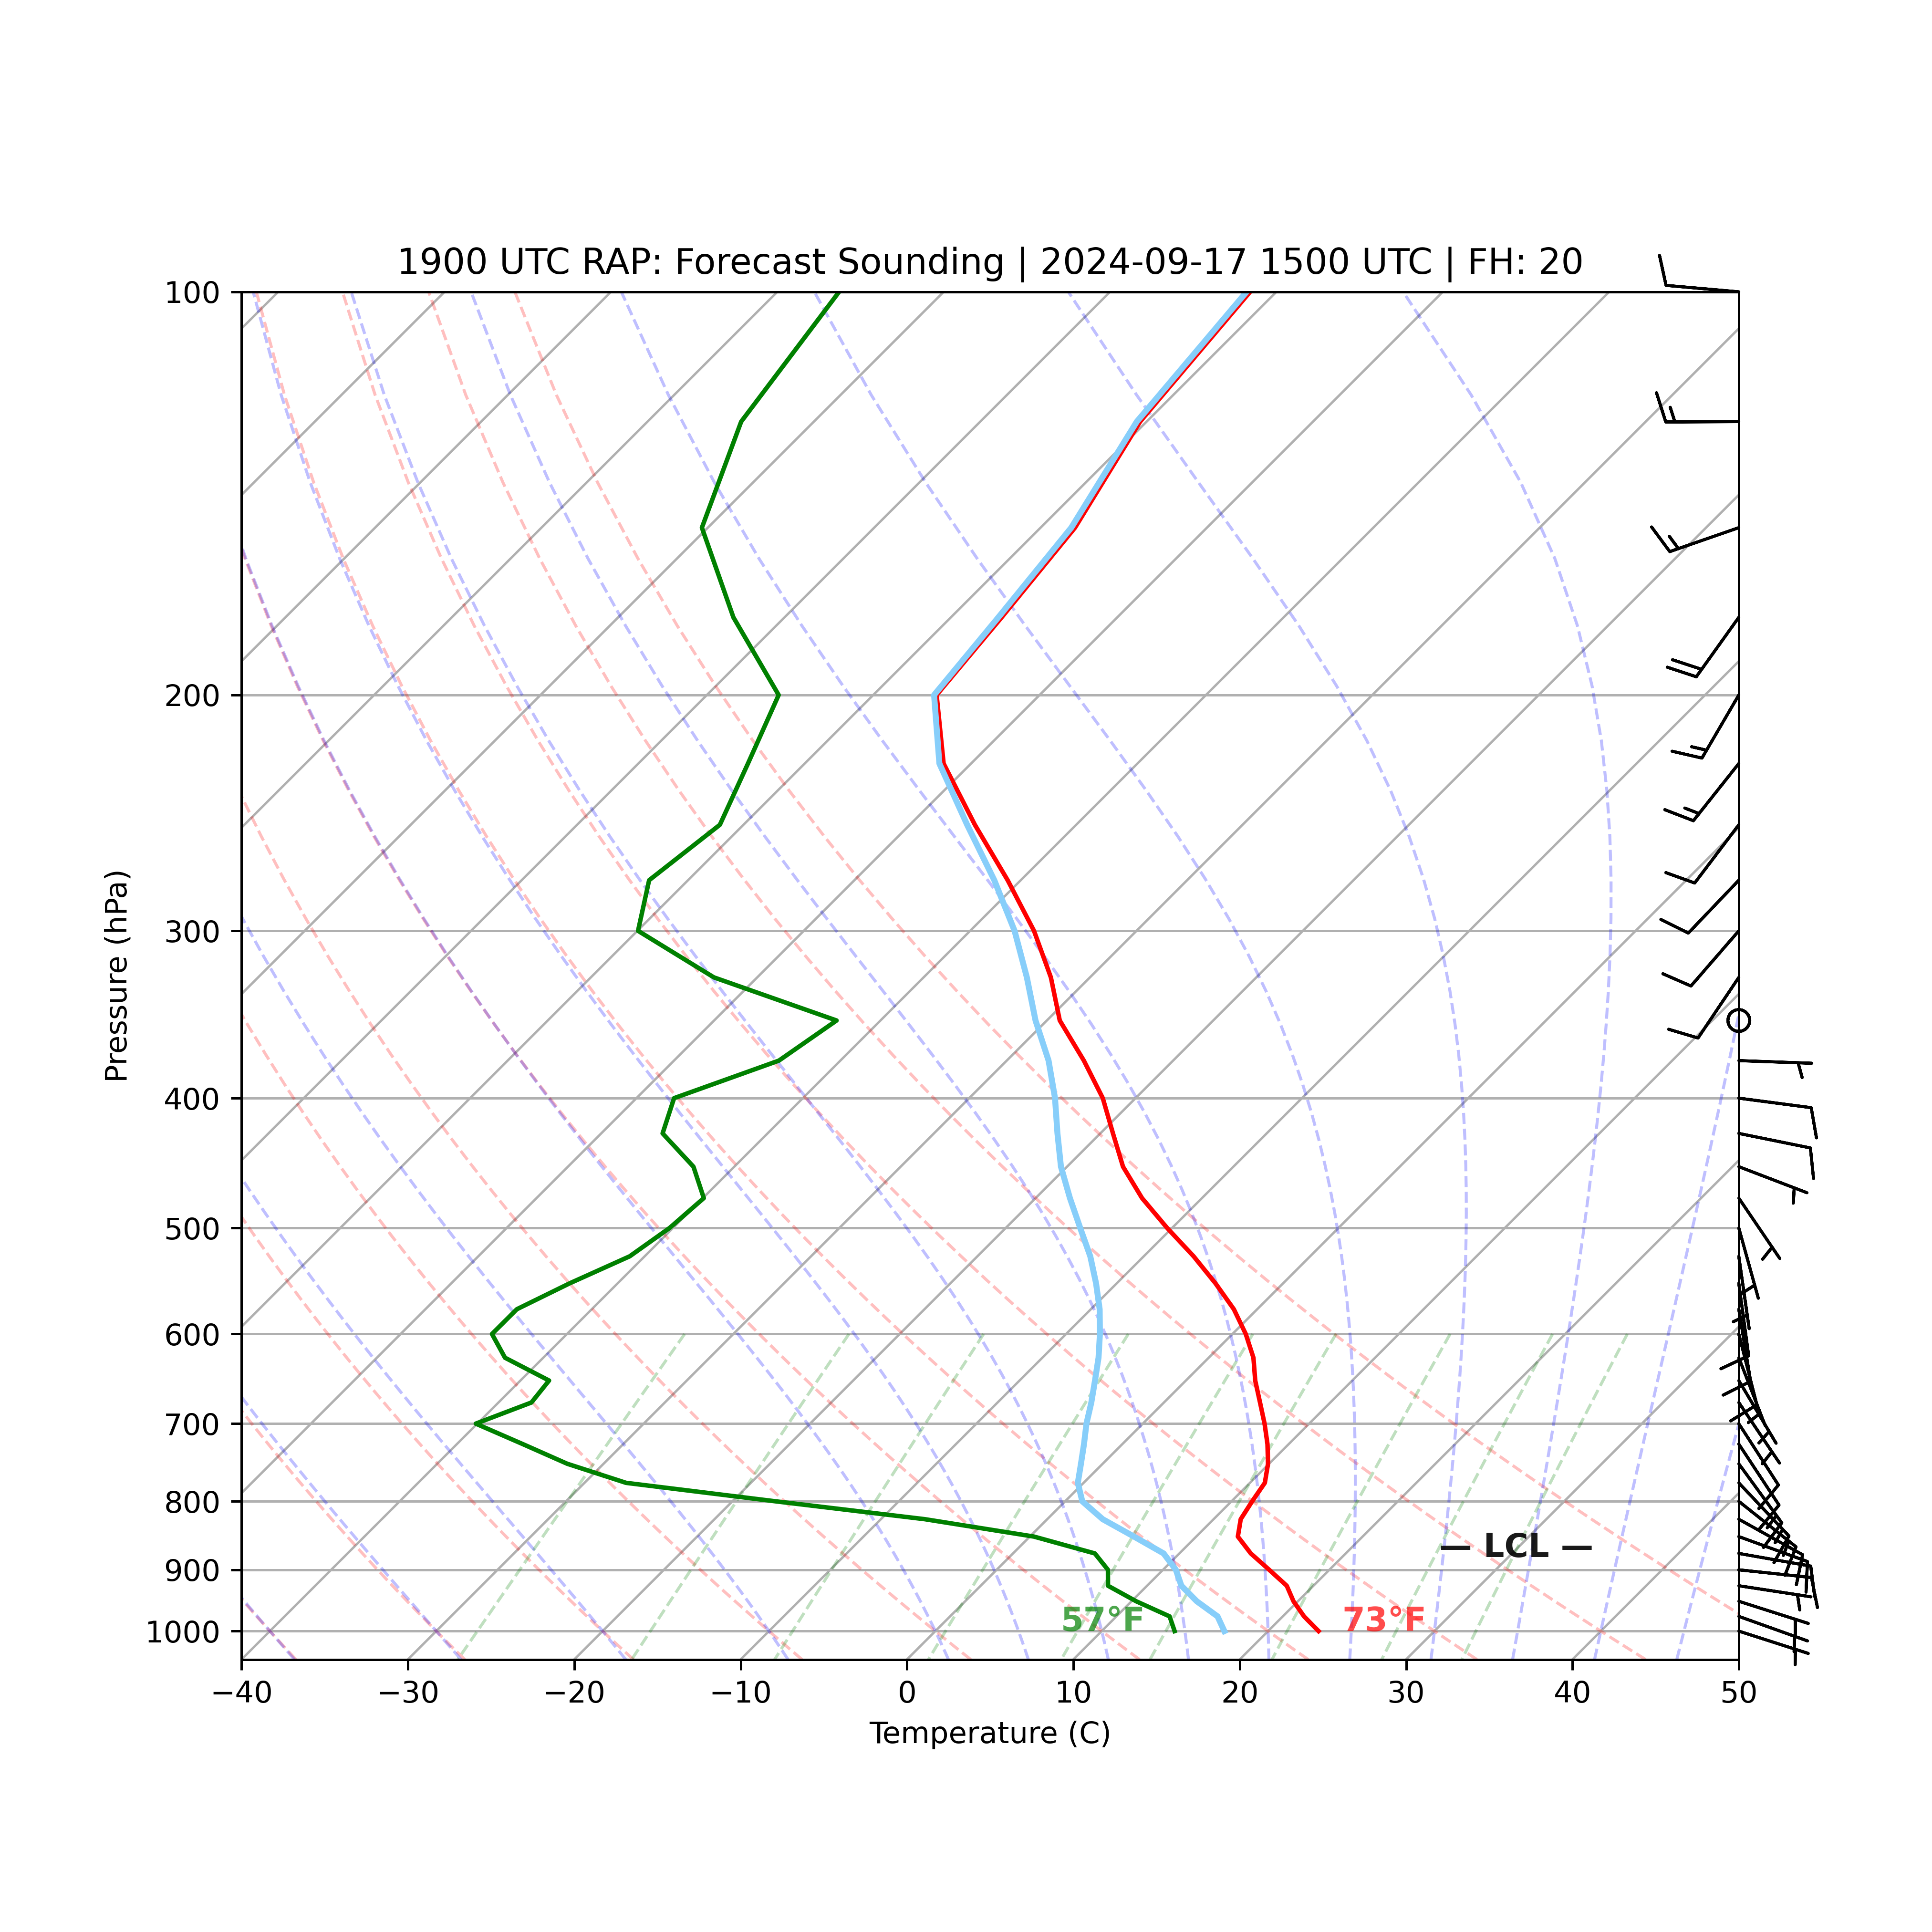 1900 UTC RAP: Forecast Sounding | 2024-09-17 1500 UTC | FH: 20
100
200
300
400
500
600
700
800
900
1000
Pressure (hPa)
— LCL —
57°F
73°F
−40 −30 −20 −10 0 10 20 30 40 50
Temperature (C)